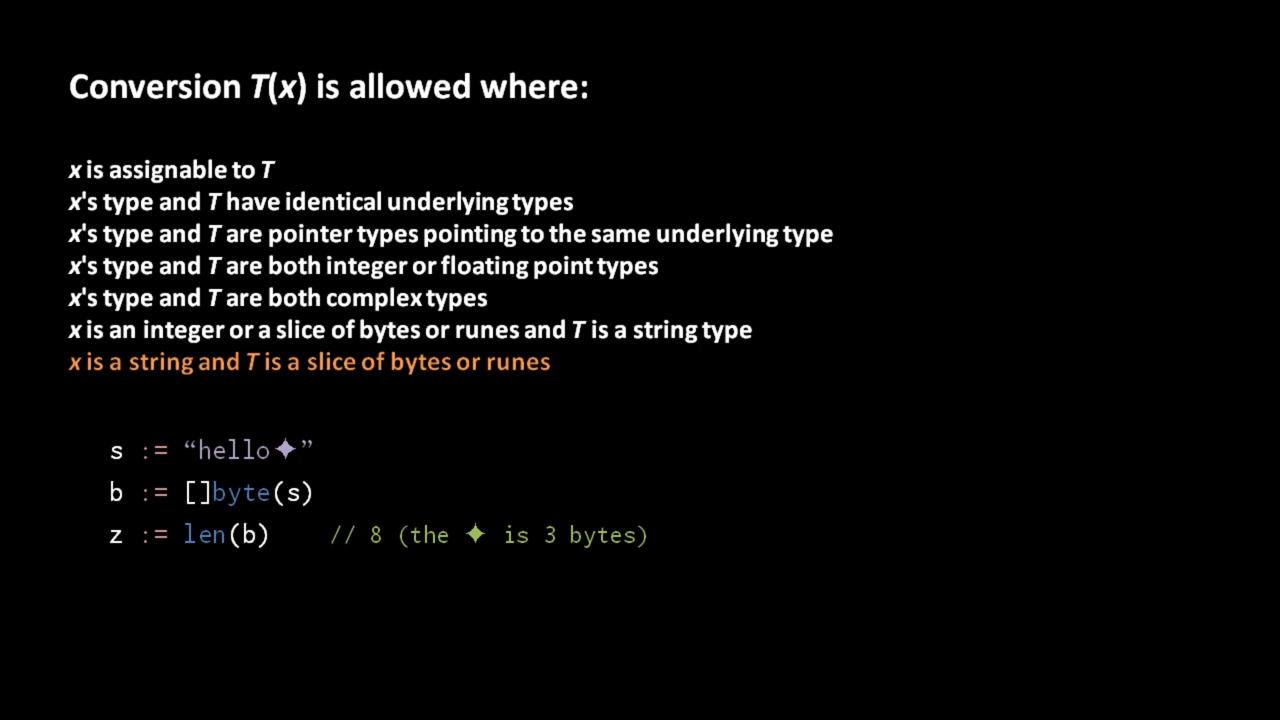 Conversion T(x) is allowed where:
x is assignable to T
x's type and T have identical underlying types
x's type and T are pointer types pointing to the same underlying type
x's type and T are both integer or floating point types
x's type and T are both complex types
x is an integer or a slice of bytes or runes and T is a string type
x is a string and T is a slice of bytes or runes
s := “hello✦”
b := []byte(s)
z := len(b) // 8 (the ✦ is 3 bytes)